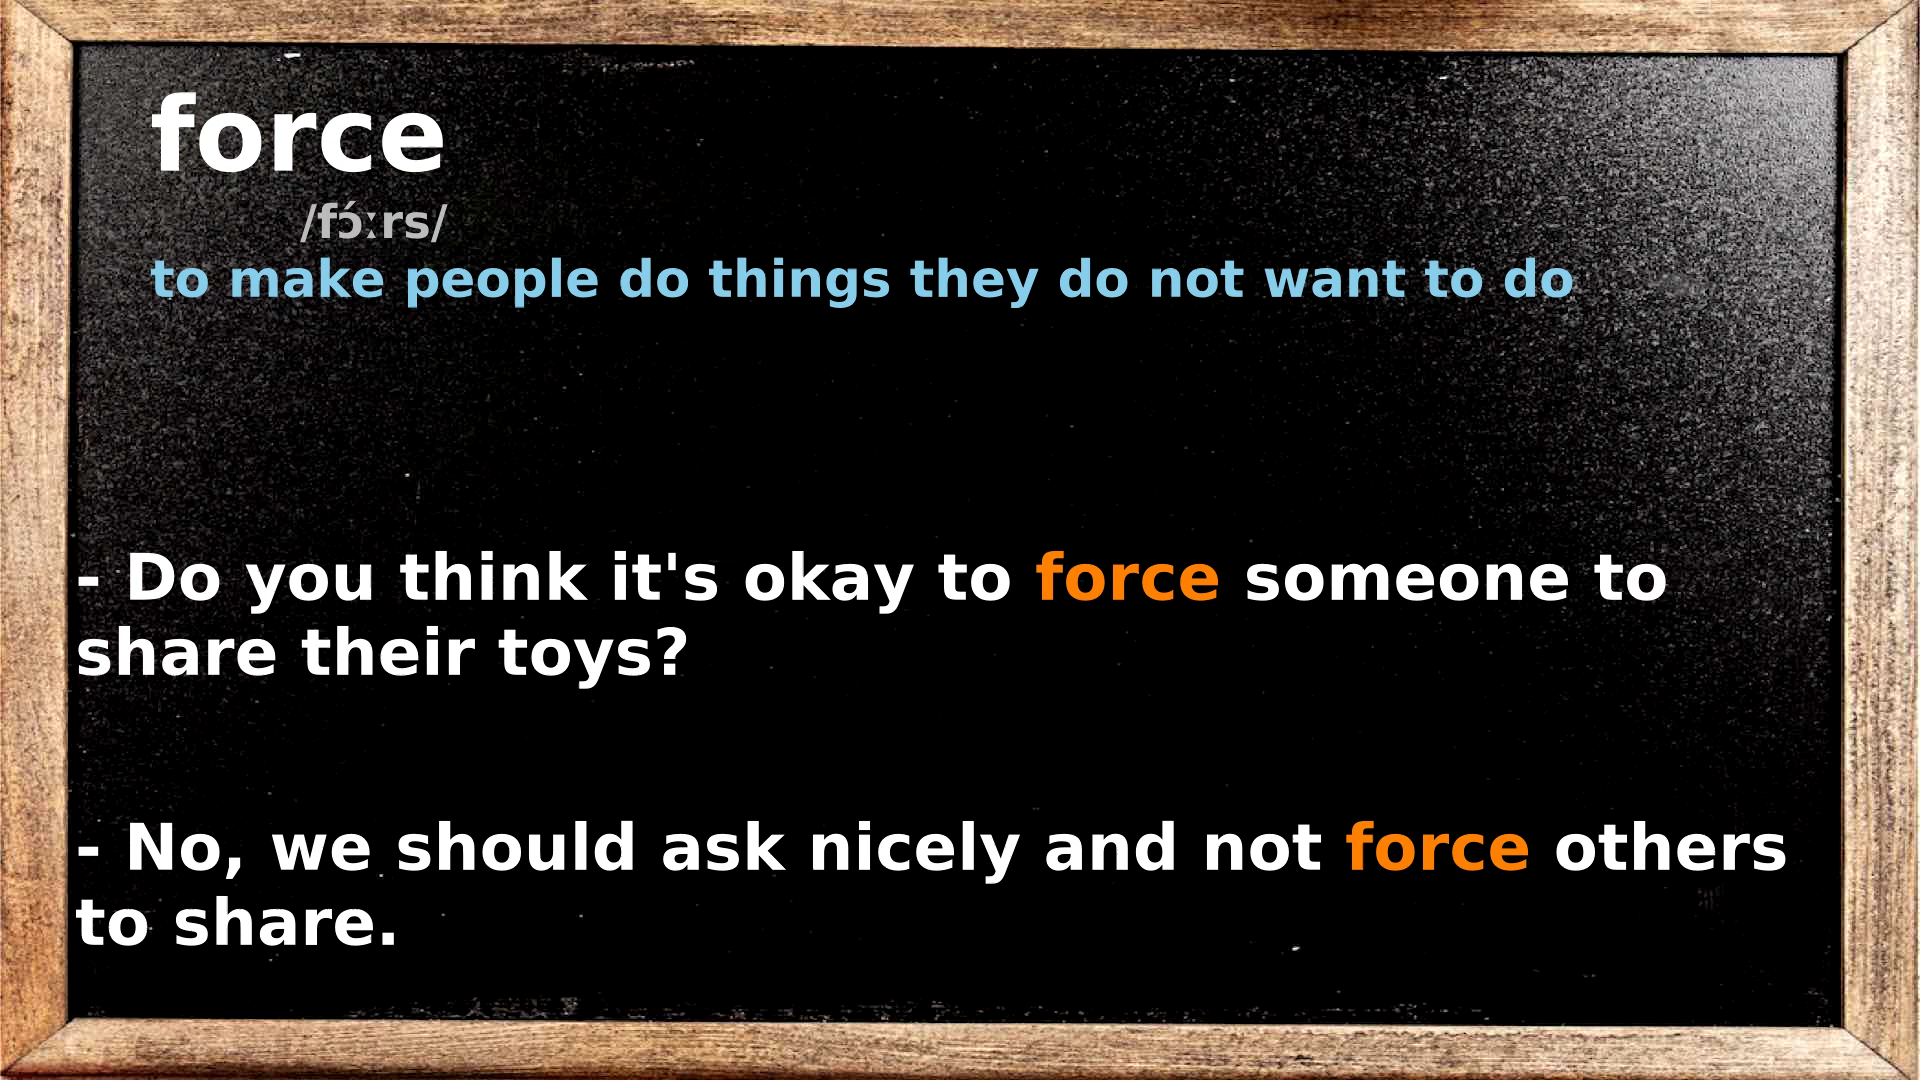 force
/fɔ́ːrs/
to make people do things they do not want to do
- Do you think it's okay to force someone to
share their toys?
- No, we should ask nicely and not force others
to share.